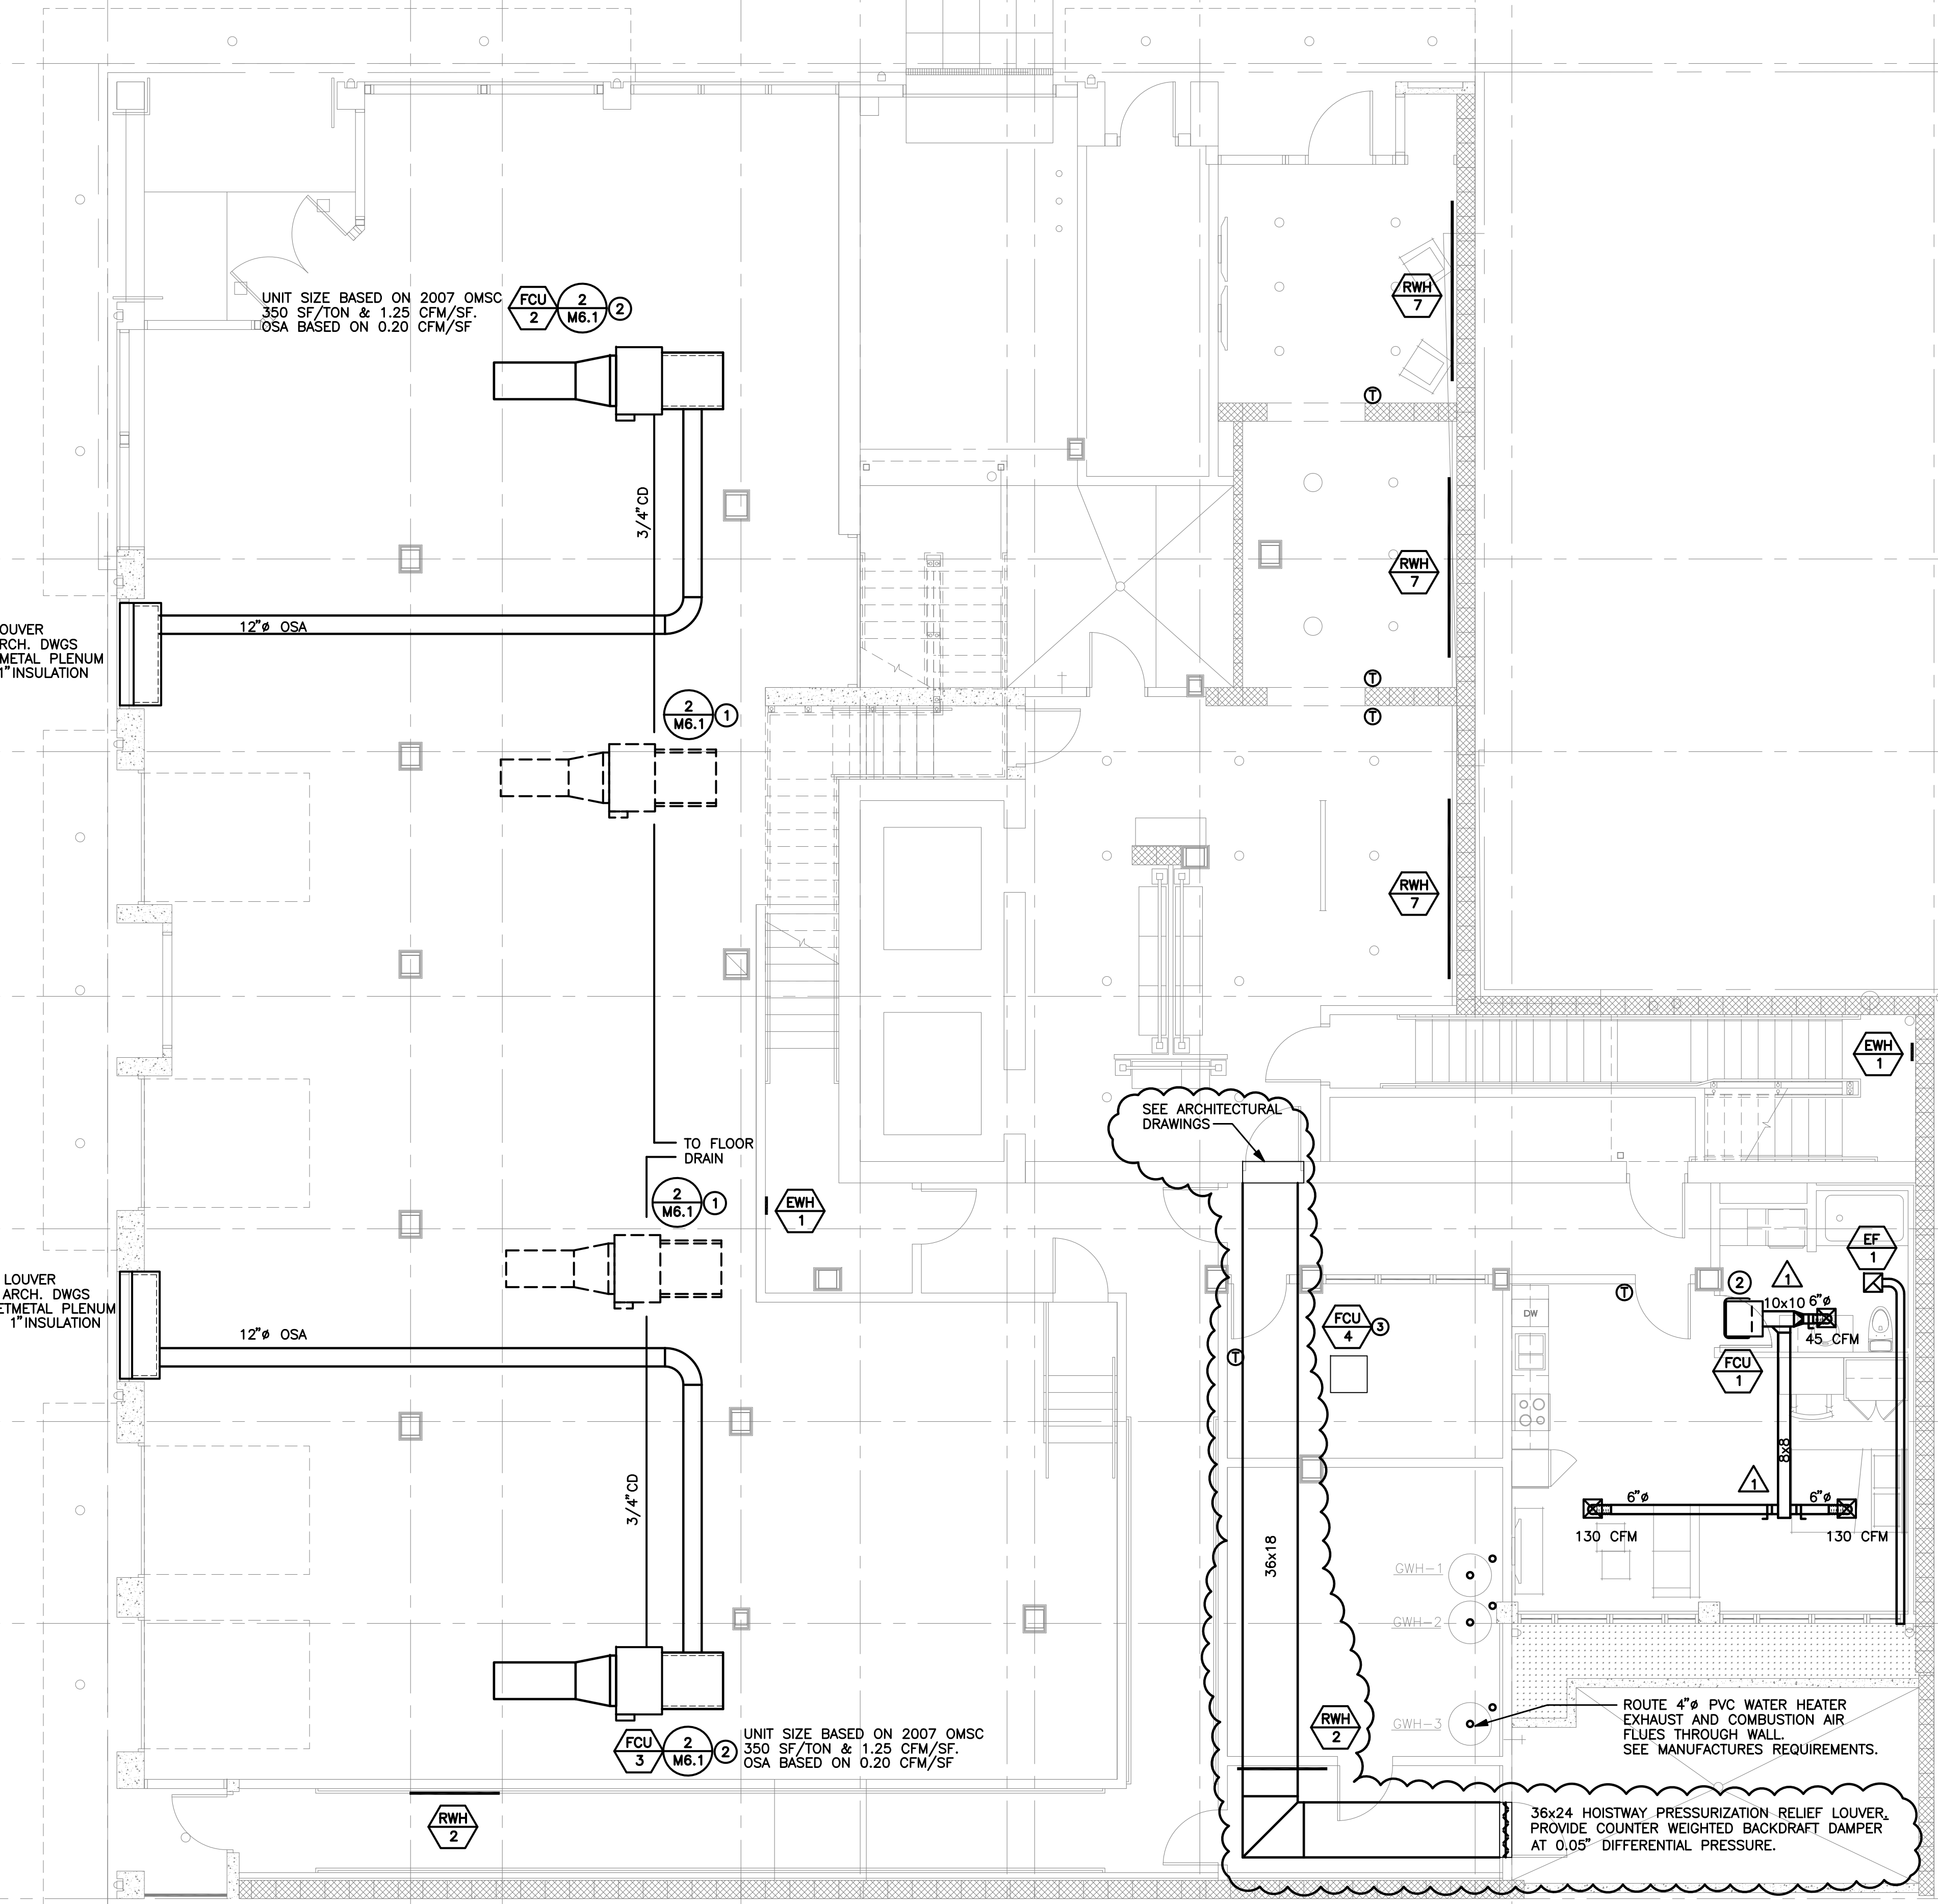 UNIT SIZE BASED ON 2007 OMSC
350 SF/TON & 1.25 CFM/SF.
OSA BASED ON 0.20 CFM/SF
FCU
2
2
M6.1
2
RWH
7
T
3/4"CD
RWH
7
12"ø OSA
OUVER
RCH. DWGS
METAL PLENUM
1"INSULATION
T
T
2
M6.1
1
RWH
7
EWH
1
SEE ARCHITECTURAL
DRAWINGS
TO FLOOR
DRAIN
2
M6.1
1
EWH
1
EF
1
LOUVER
ARCH. DWGS
ETMETAL PLENUM
1"INSULATION
12"ø OSA
T
2
1
10x10
6"ø
45 CFM
DW
FCU
4
3
T
FCU
1
8x8
1
6"ø
6"ø
130 CFM
130 CFM
3/4"CD
36x18
GWH-1
GWH-2
GWH-3
ROUTE 4"ø PVC WATER HEATER
EXHAUST AND COMBUSTION AIR
FLUES THROUGH WALL.
SEE MANUFACTURES REQUIREMENTS.
RWH
2
FCU
3
2
M6.1
2
UNIT SIZE BASED ON 2007 OMSC
350 SF/TON & 1.25 CFM/SF.
OSA BASED ON 0.20 CFM/SF
RWH
2
36x24 HOISTWAY PRESSURIZATION RELIEF LOUVER.
PROVIDE COUNTER WEIGHTED BACKDRAFT DAMPER
AT 0.05" DIFFERENTIAL PRESSURE.